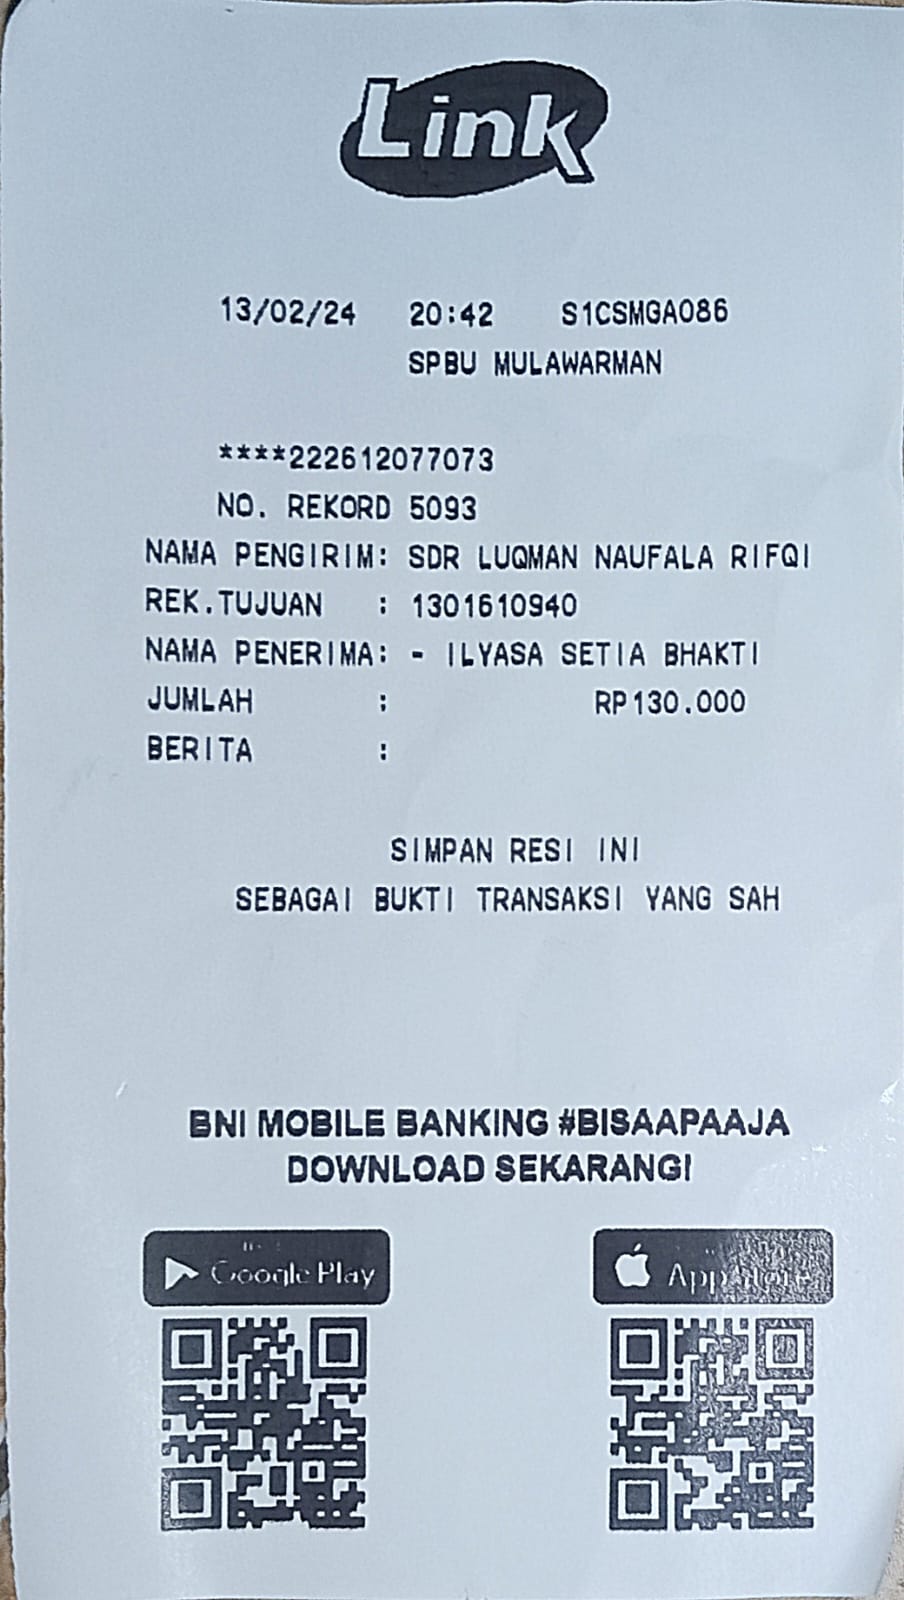 Link
13/02/24 20:42 S1CSMGA086
SPBU MULAWARMAN
****222612077073
NO. REKORD 5093
NAMA PENGIRIM: SDR LUQMAN NAUFALA RIFQI
REK.TUJUAN : 1301610940
NAMA PENERIMA: - ILYASA SETIA BHAKTI
JUMLAH : RP130.000
BERITA :
SIMPAN RESI INI
SEBAGAI BUKTI TRANSAKSI YANG SAH
BNI MOBILE BANKING #BISAAPAAJA
DOWNLOAD SEKARANG!
Google Play App Store